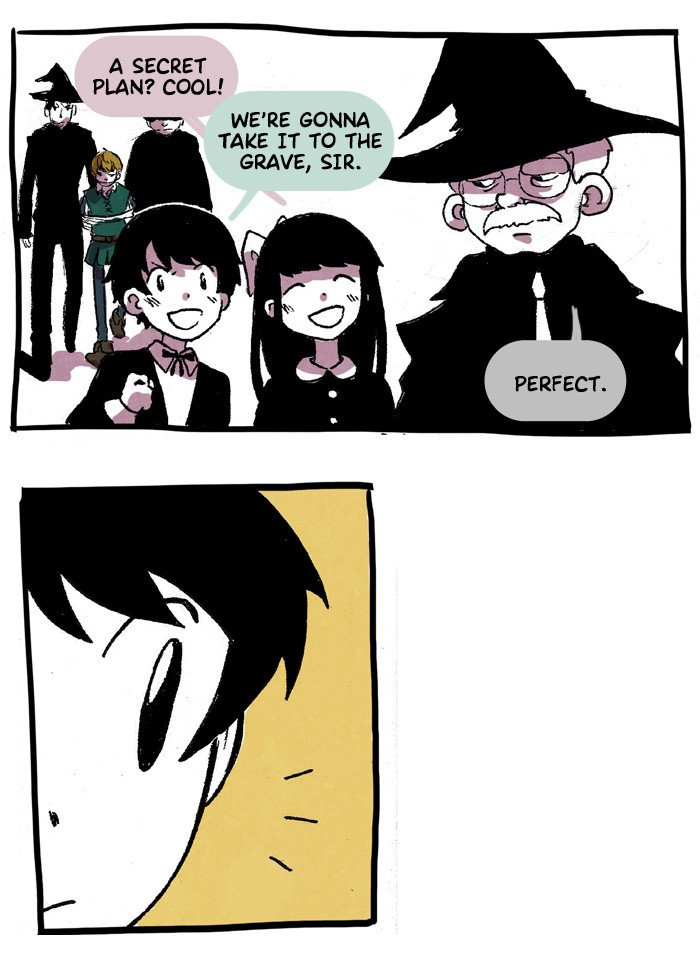 A SECRET
PLAN? COOL!
WE'RE GONNA
TAKE IT TO THE
GRAVE, SIR.
PERFECT.